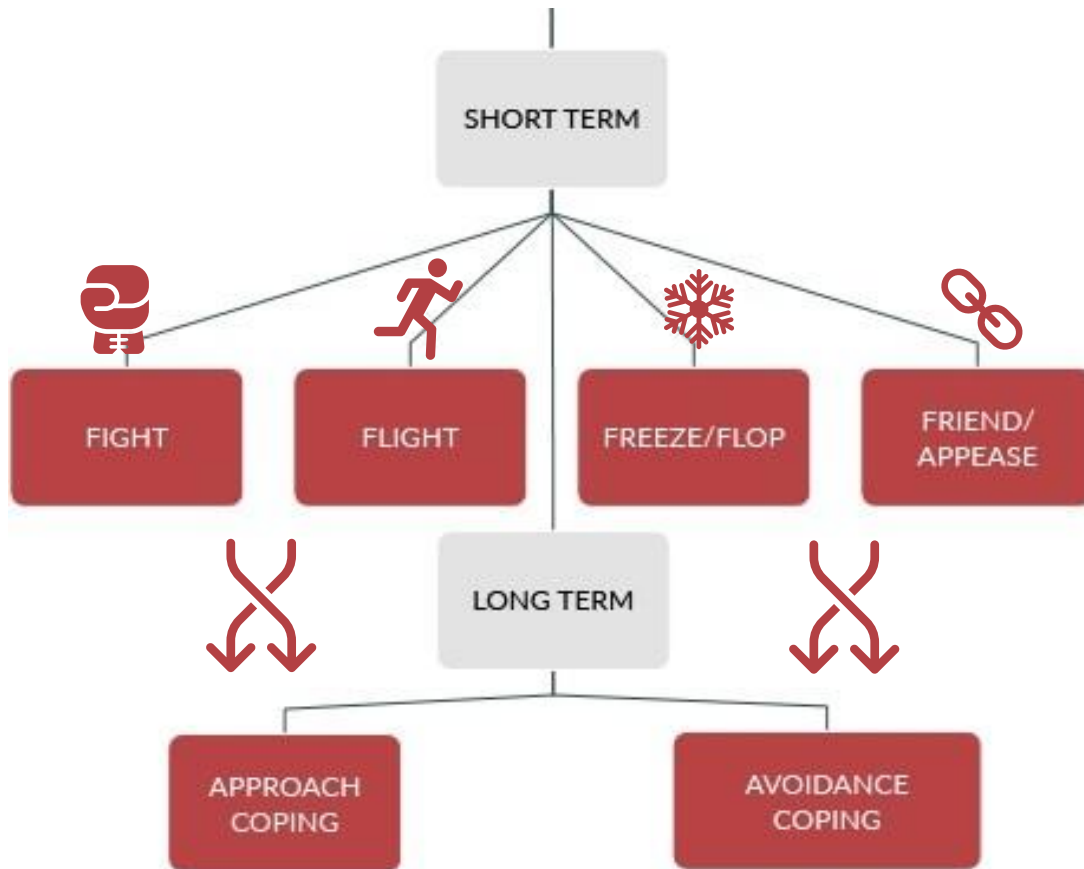 SHORT TERM
FIGHT
FLIGHT
FREEZE/FLOP
FRIEND/
APPEASE
LONG TERM
APPROACH
COPING
AVOIDANCE
COPING